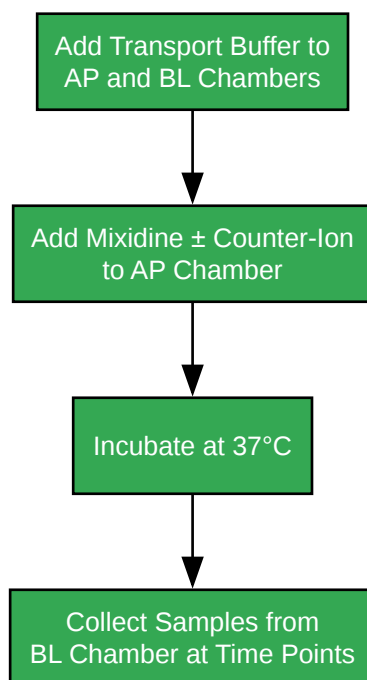 Add Transport Buffer to
AP and BL Chambers
Add Mixidine ± Counter-Ion
to AP Chamber
Incubate at 37°C
Collect Samples from
BL Chamber at Time Points